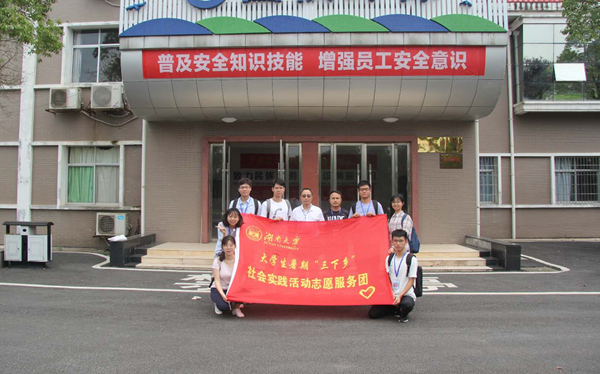 普及安全知识技能 增强员工安全意识
湖南大学
大学生暑期“三下乡”
社会实践活动志愿服务团